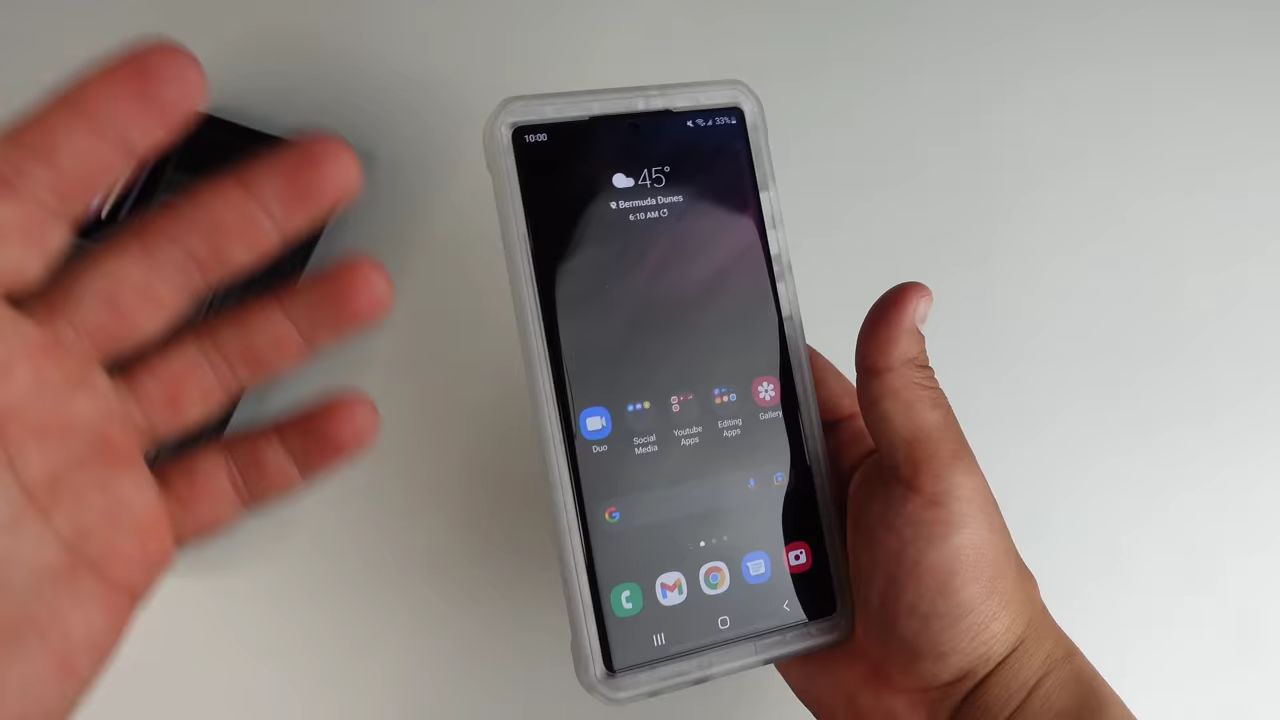 10:00
33%
45°
Bermuda Dunes
6:10 AM
Duo
Social
Media
Youtube
Apps
Editing
Apps
Gallery
G